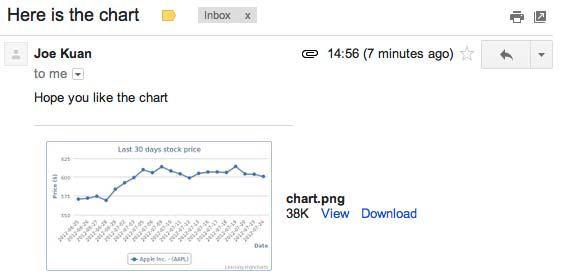 Here is the chart
Inbox x
Joe Kuan
14:56 (7 minutes ago)
to me
Hope you like the chart
Last 30 days stock price
Price ($)
625
600
575
550
Date
Apple Inc. - (AAPL)
Learning Highcharts
chart.png
38K View Download